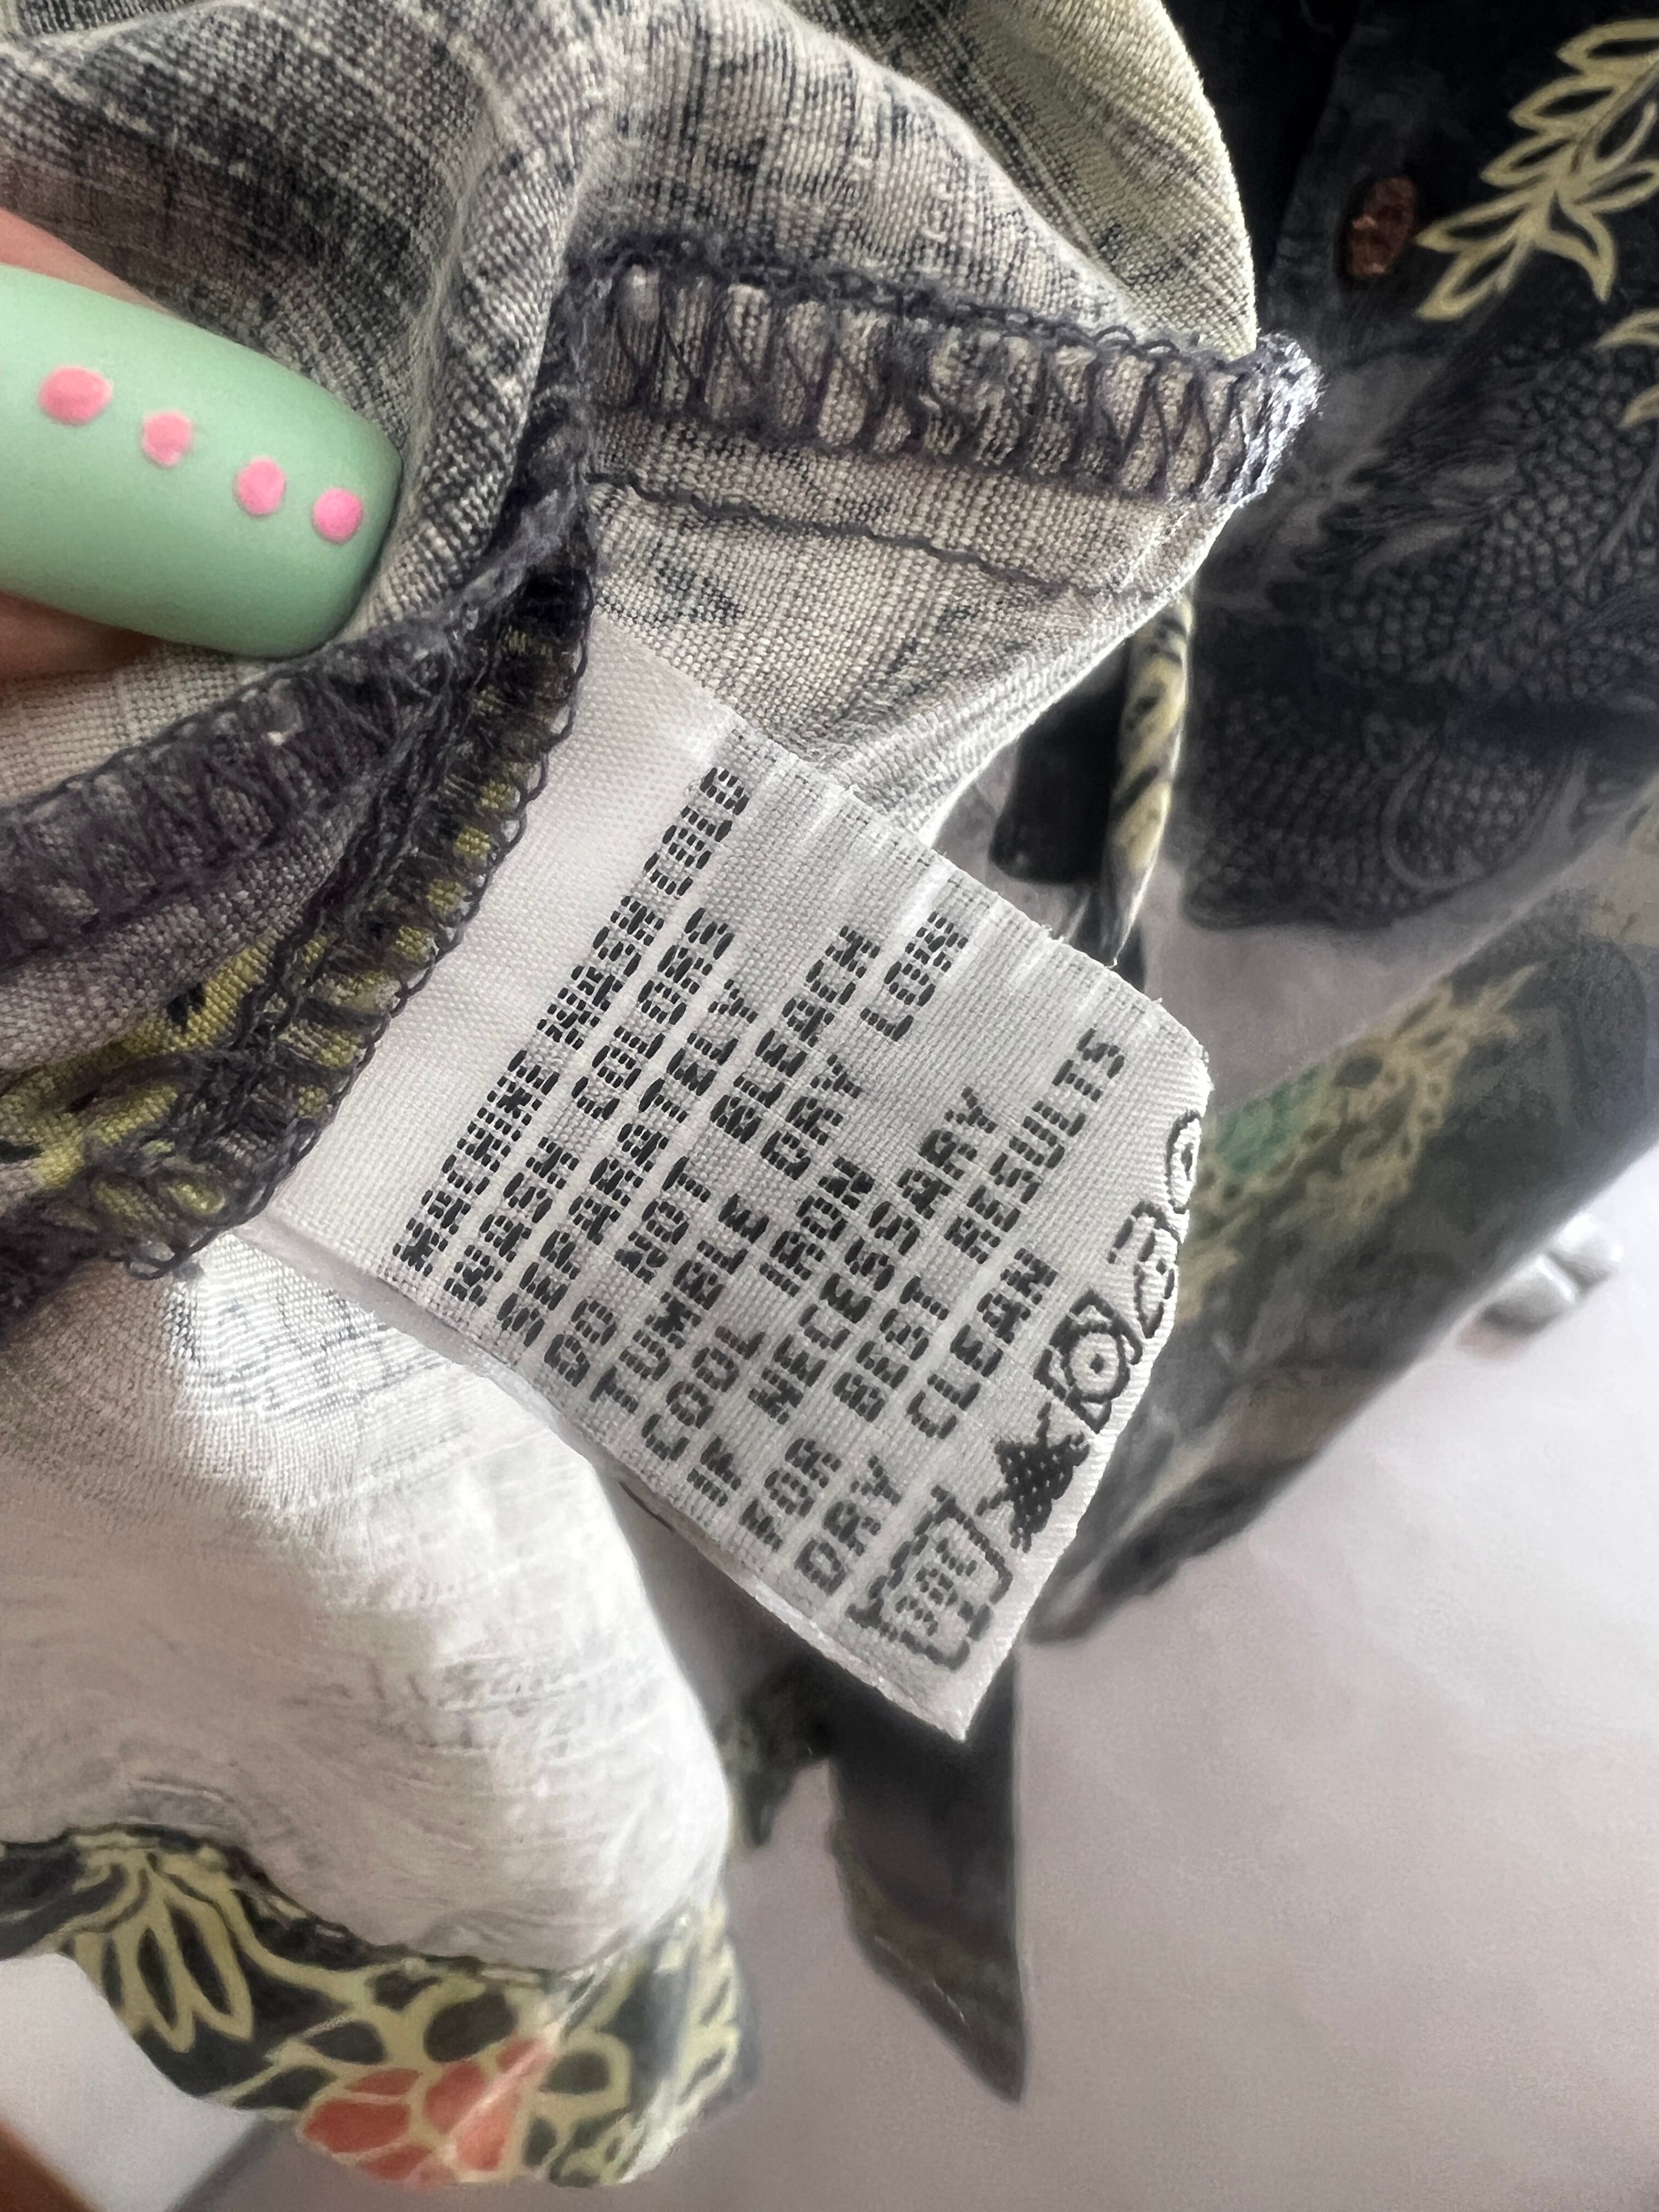 MACHINE WASH COLD
WASH COLORS
SEPARATELY
DO NOT BLEACH
TUMBLE DRY LOW
COOL IRON
IF NECESSARY
FOR BEST RESULTS
DRY CLEAN